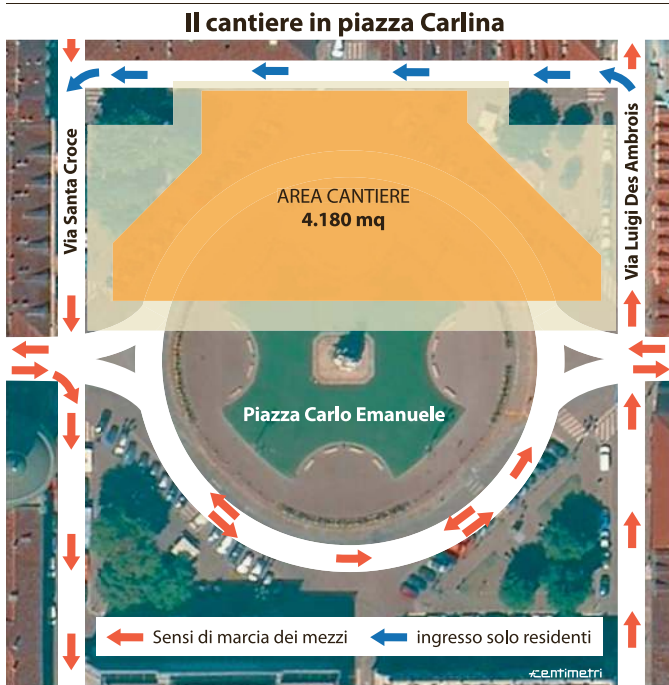 Il cantiere in piazza Carlina
Via Santa Croce
Via Luigi Des Ambrois
AREA CANTIERE
4.180 mq
Piazza Carlo Emanuele
Sensi di marcia dei mezzi
ingresso solo residenti
centimetri